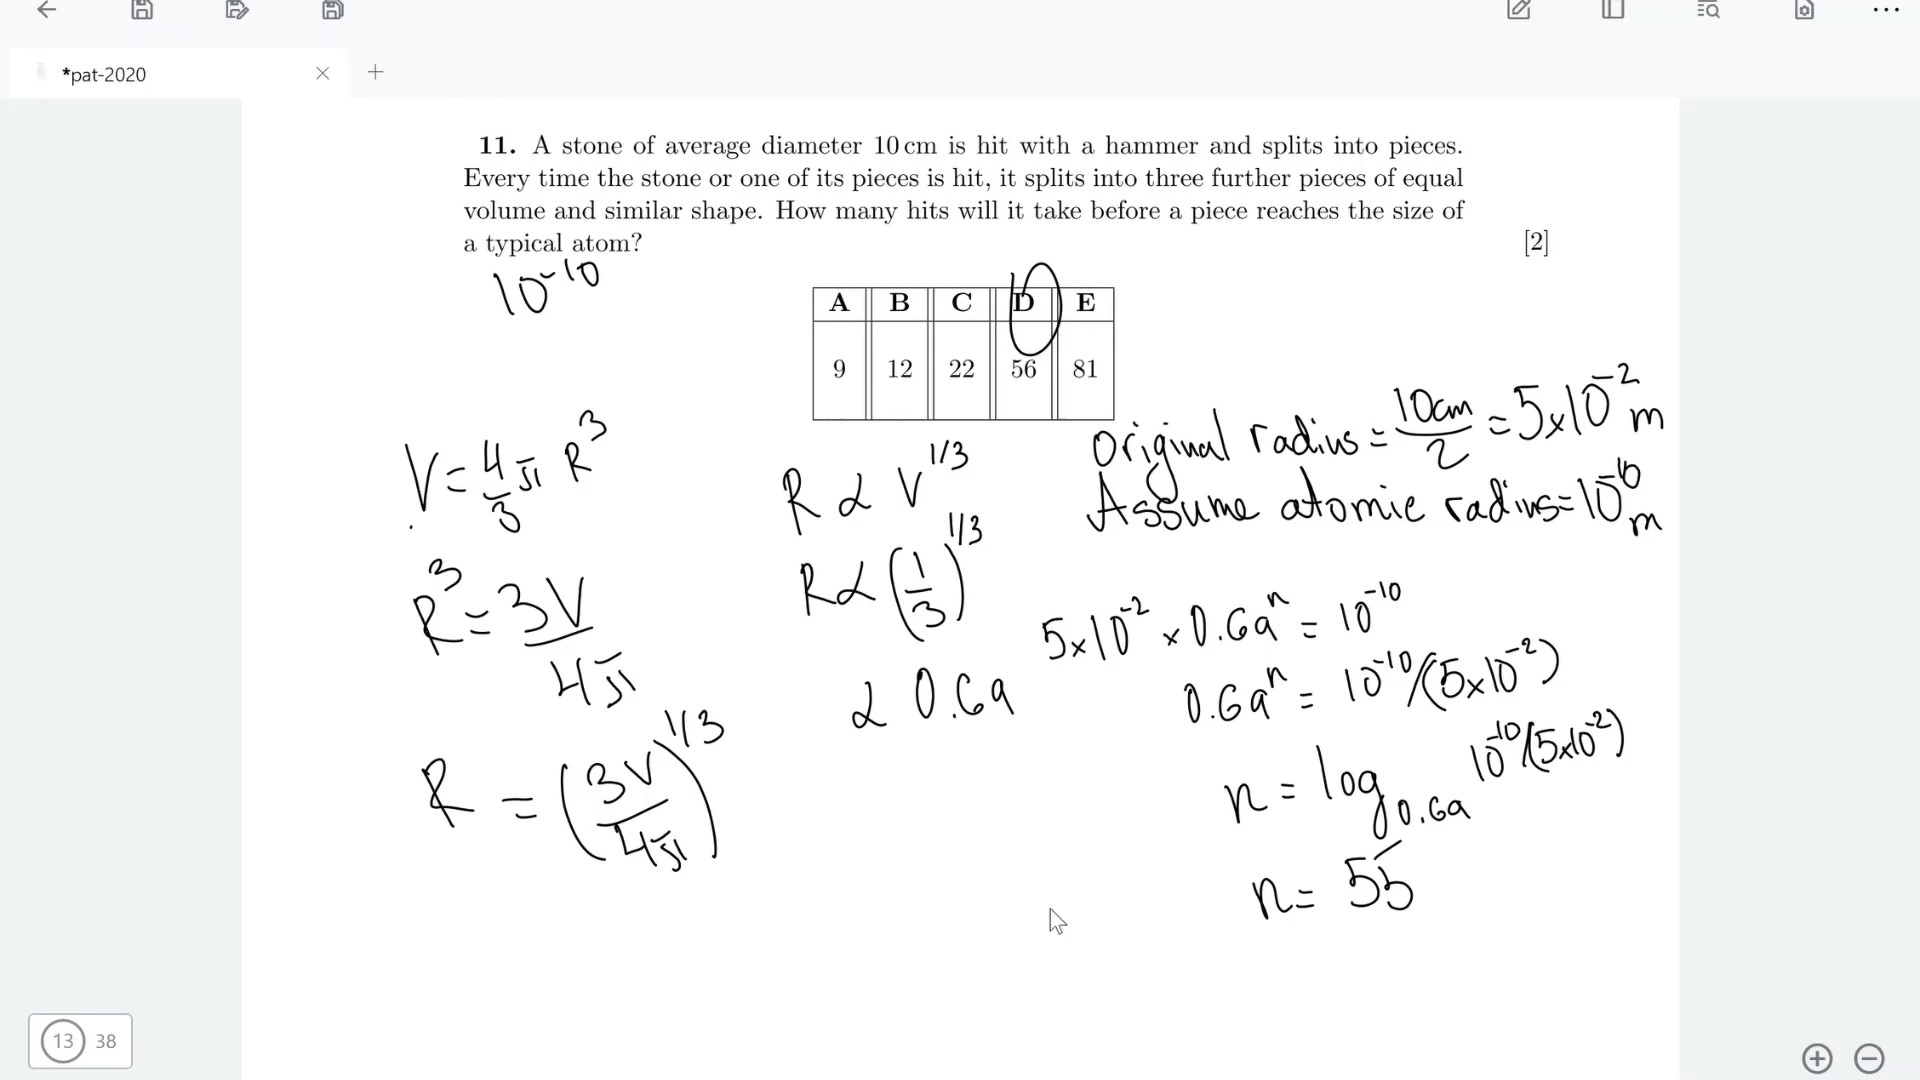 *pat-2020
11. A stone of average diameter 10 cm is hit with a hammer and splits into pieces.
Every time the stone or one of its pieces is hit, it splits into three further pieces of equal
volume and similar shape. How many hits will it take before a piece reaches the size of
a typical atom? [2]
10⁻¹⁰
A B C D E
9 12 22 56 81
V = 4/3 π R³
R³ = 3V/4π
R = (3V/4π)^1/3
R ∝ V^1/3
R ∝ (1/3)^1/3
∝ 0.69
Original radius = 10cm/2 = 5×10⁻² m
Assume atomic radius = 10⁻¹⁰ m
5×10⁻² × 0.69ⁿ = 10⁻¹⁰
0.69ⁿ = 10⁻¹⁰/(5×10⁻²)
n = log₀.₆₉ 10⁻¹⁰/(5×10⁻²)
n = 55
13 38